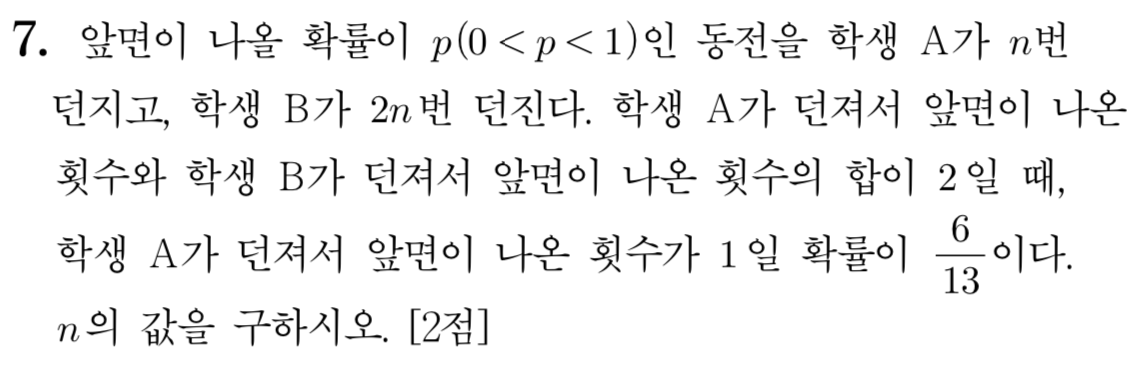 7. 앞면이 나올 확률이 p(0<p<1)인 동전을 학생 A가 n번
던지고, 학생 B가 2n번 던진다. 학생 A가 던져서 앞면이 나온
횟수와 학생 B가 던져서 앞면이 나온 횟수의 합이 2일 때,
학생 A가 던져서 앞면이 나온 횟수가 1일 확률이 6/13이다.
n의 값을 구하시오. [2점]